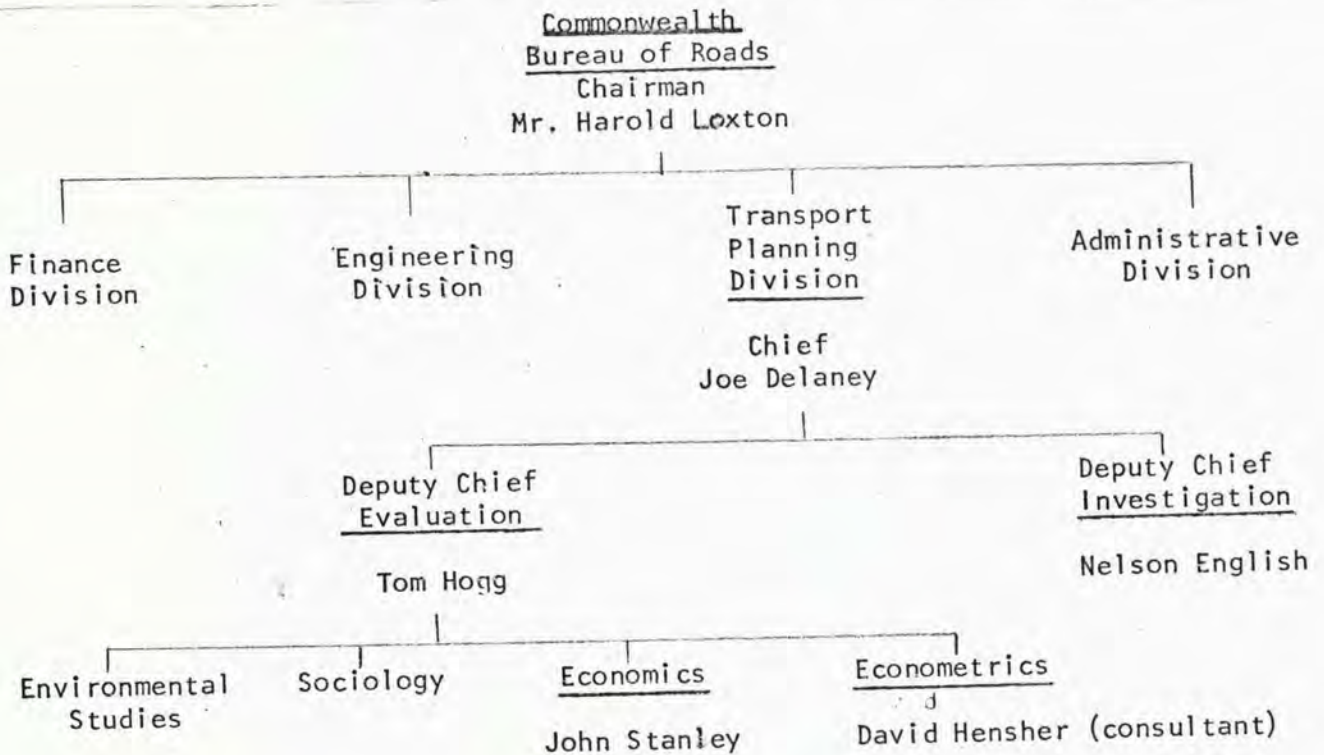 Commonwealth
Bureau of Roads
Chairman
Mr. Harold Loxton
Finance
Division
Engineering
Division
Transport
Planning
Division
Administrative
Division
Chief
Joe Delaney
Deputy Chief
Evaluation
Tom Hogg
Deputy Chief
Investigation
Nelson English
Environmental
Studies
Sociology
Economics
John Stanley
Econometrics
d
David Hensher (consultant)